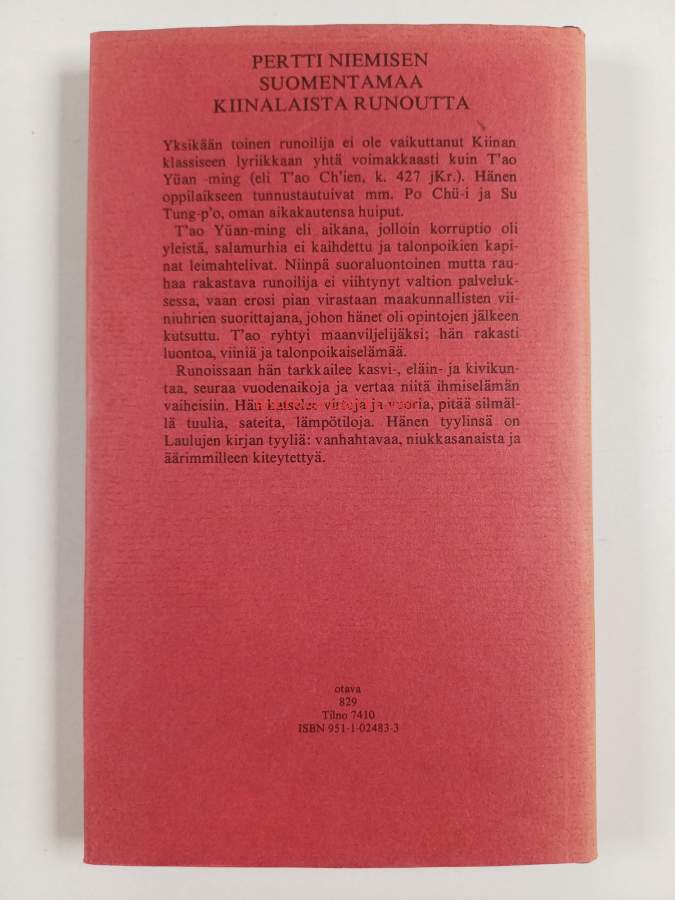 PERTTI NIEMISEN
SUOMENTAMAA
KIINALAISTA RUNOUTTA
Yksikään toinen runoilija ei ole vaikuttanut Kiinan
klassiseen lyriikkaan yhtä voimakkaasti kuin T'ao
Yüan -ming (eli T'ao Ch'ien, k. 427 jKr.). Hänen
oppilaikseen tunnustautuivat mm. Po Chü-i ja Su
Tung-p'o, oman aikakautensa huiput.
T'ao Yüan-ming eli aikana, jolloin korruptio oli
yleistä, salamurhia ei kaihdettu ja talonpoikien kapi-
nat leimahtelivat. Niinpä suoraluontoinen mutta rau-
haa rakastava runoilija ei viihtynyt valtion palveluk-
sessa, vaan erosi pian virastaan maakunnallisten vii-
niuhrien suorittajana, johon hänet oli opintojen jälkeen
kutsuttu. T'ao ryhtyi maanviljelijäksi; hän rakasti
luontoa, viiniä ja talonpoikaiselämää.
Runoissaan hän tarkkailee kasvi-, eläin- ja kivikun-
taa, seuraa vuodenaikoja ja vertaa niitä ihmiselämän
vaiheisiin. Hän katselee virtoja ja vuoria, pitää silmäl-
lä tuulia, sateita, lämpötiloja. Hänen tyylinsä on
Laulujen kirjan tyyliä: vanhahtavaa, niukkasanaista ja
äärimmilleen kiteytettyä.
otava
829
Tilno 7410
ISBN 951-1-02483-3